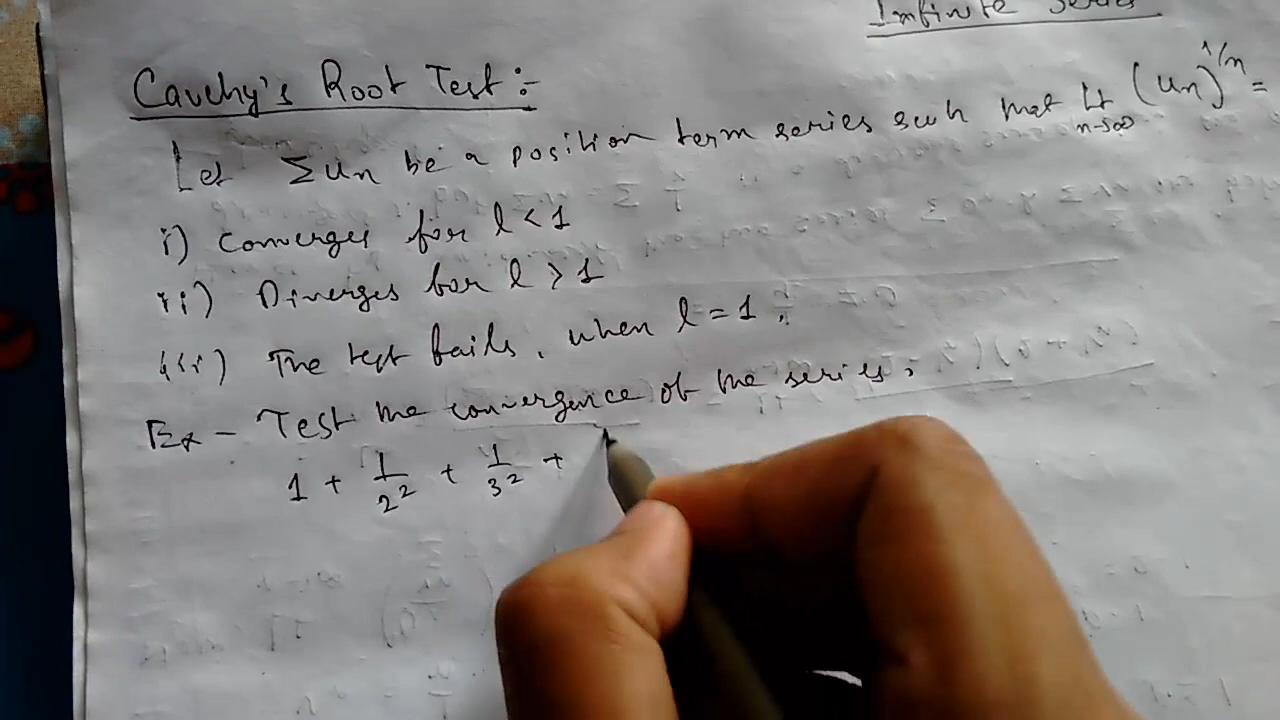 Infinite Series
Cauchy's Root Test :-
Let Σ Un be a position term series such that Lt n->∞ (Un)^1/n =
i) Converges for l < 1
ii) Diverges for l > 1
iii) The test fails, when l = 1.
Ex - Test the convergence of the series,
1 + 1/2² + 1/3² +